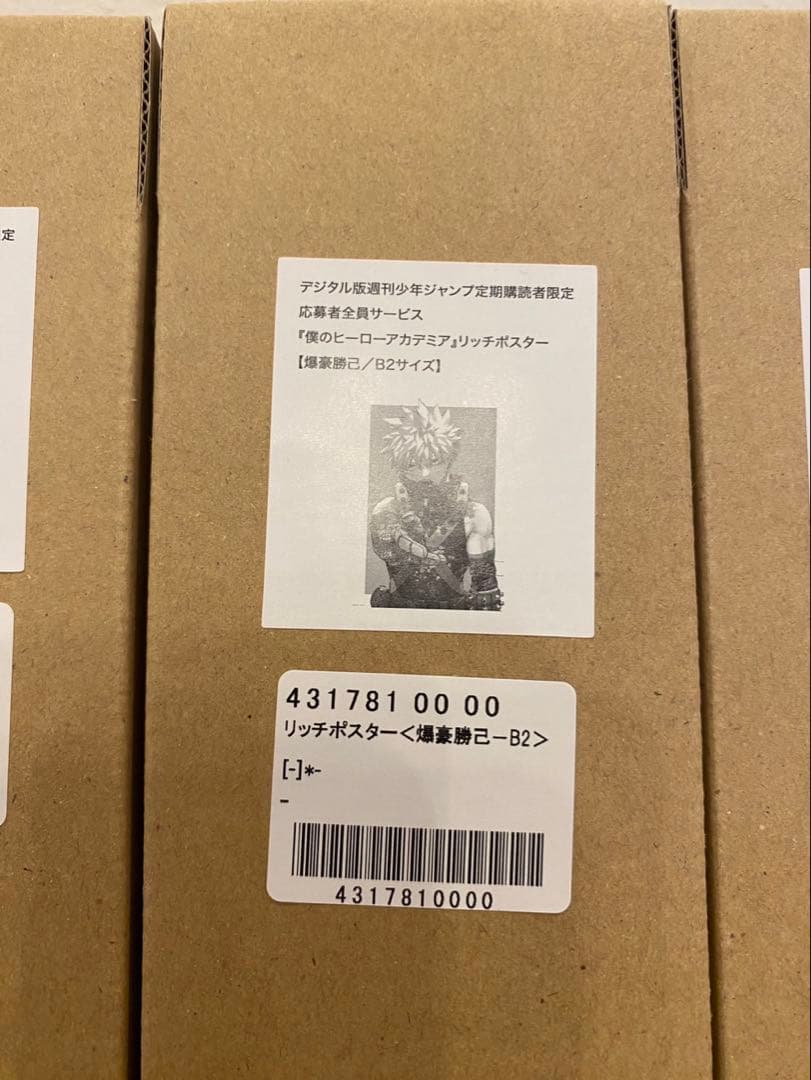 定
デジタル版週刊少年ジャンプ定期購読者限定
応募者全員サービス
『僕のヒーローアカデミア』リッチポスター
【爆豪勝己／B2サイズ】
431781 00 00
リッチポスター＜爆豪勝己－B2＞
[-]*-
-
4317810000